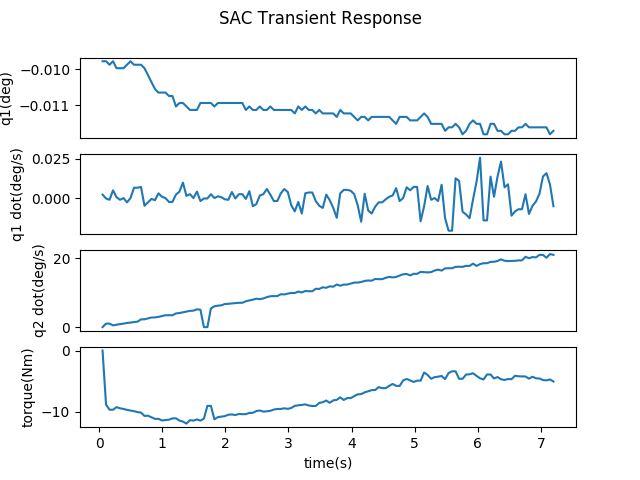 SAC Transient Response
q1(deg)
−0.010
−0.011
q1 dot(deg/s)
0.025
0.000
q2 dot(deg/s)
20
0
torque(Nm)
0
−10
0 1 2 3 4 5 6 7
time(s)